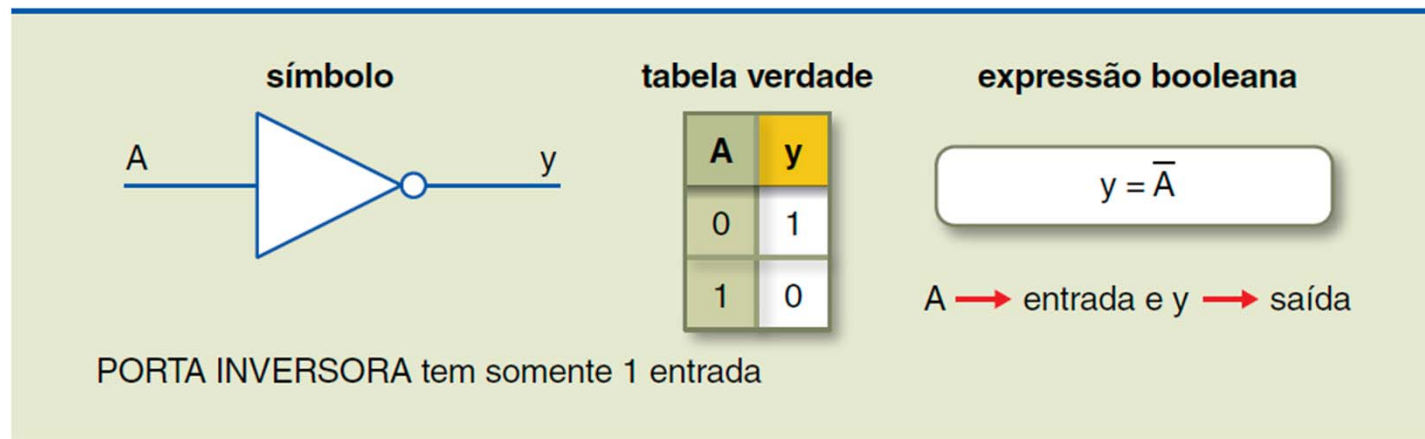 símbolo
tabela verdade
expressão booleana
A
y
A y
0 1
1 0
y = A̅
A → entrada e y → saída
PORTA INVERSORA tem somente 1 entrada